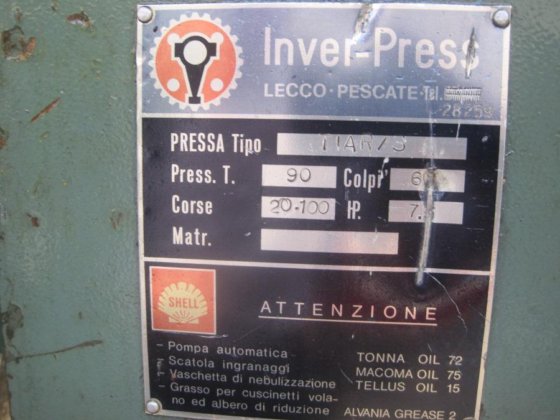 Inver-Press
LECCO · PESCATE · Tel.
28259
PRESSA Tipo
Press. T. 90 Colpi'
Corse 20-100 HP.
Matr.
SHELL
ATTENZIONE
— Pompa automatica TONNA OIL 72
Scatola ingranaggi MACOMA OIL 75
— Vaschetta di nebulizzazione TELLUS OIL 15
— Grasso per cuscinetti vola-
no ed albero di riduzione ALVANIA GREASE 2